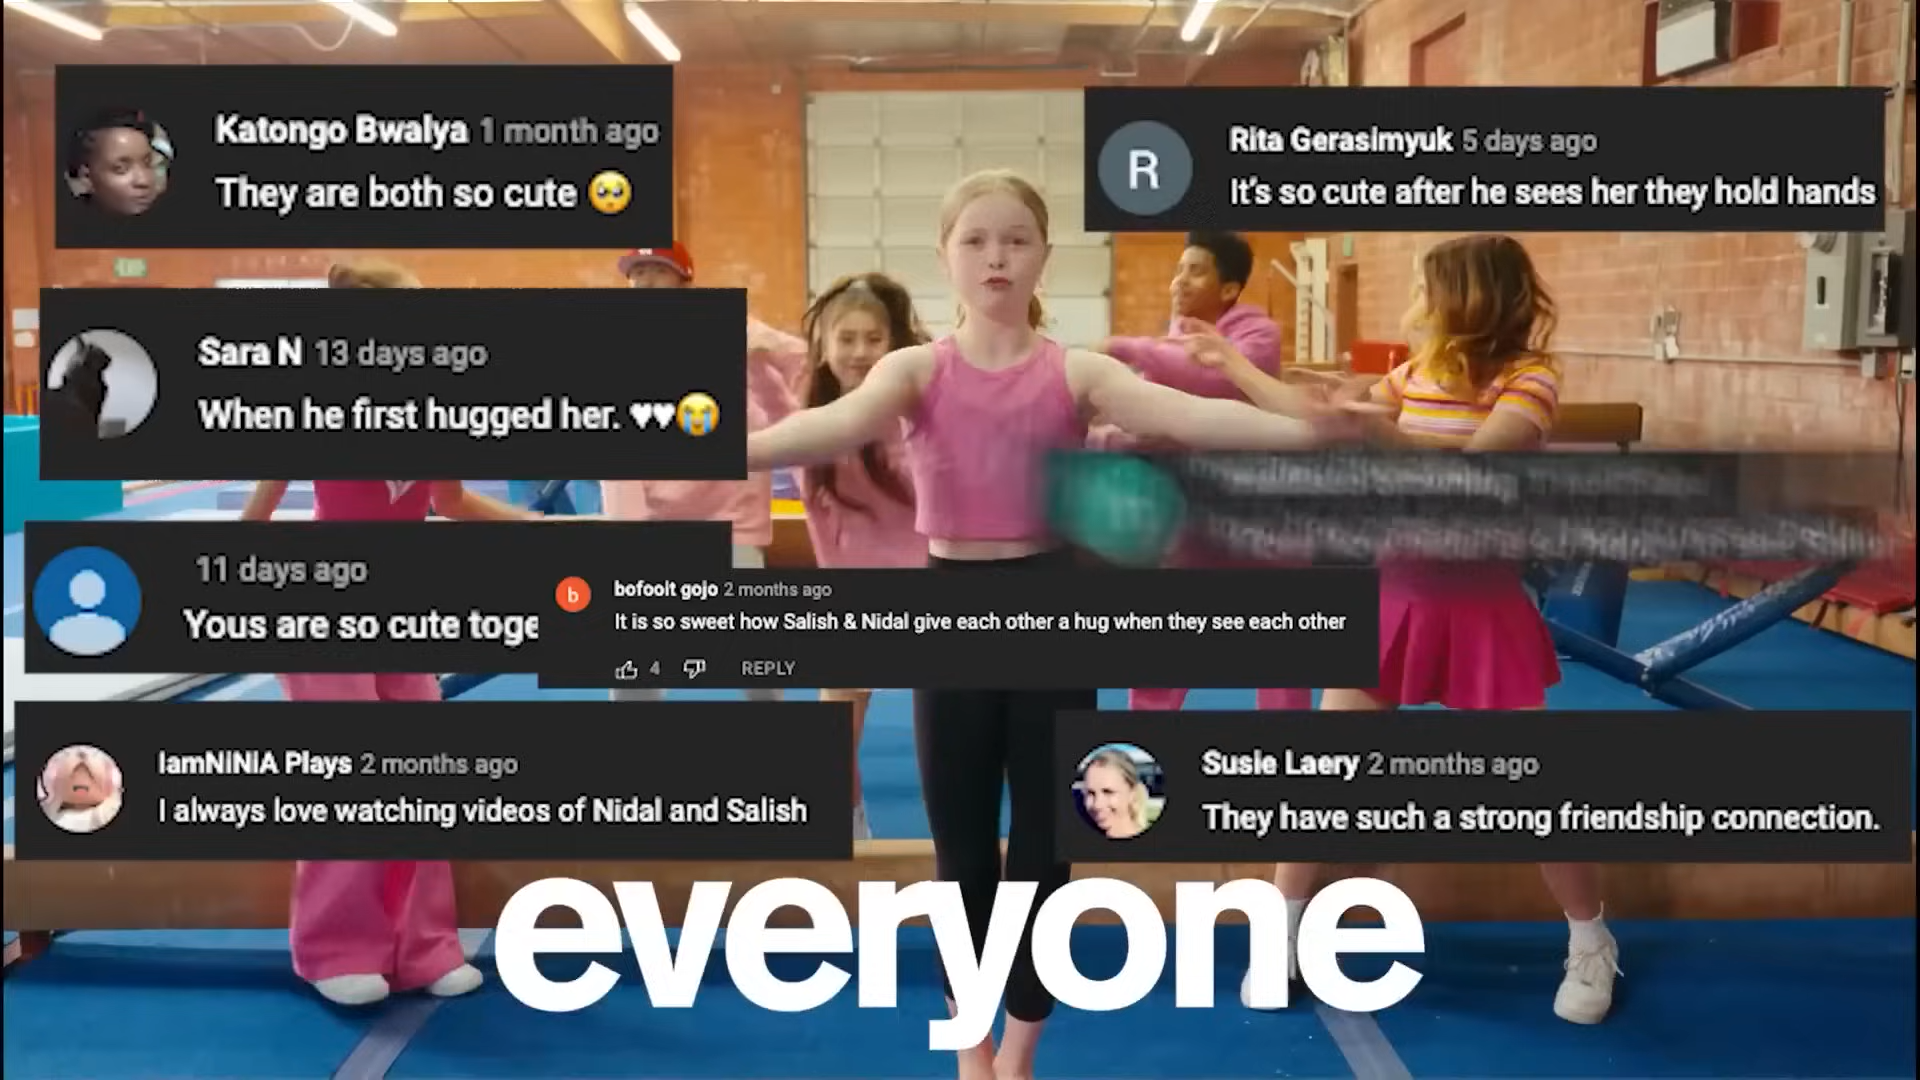 Katongo Bwalya 1 month ago
They are both so cute 🥺
Rita Gerasimyuk 5 days ago
It's so cute after he sees her they hold hands
R
Sara N 13 days ago
When he first hugged her. ♥♥😭
11 days ago
Yous are so cute toge
b
bofooit gojo 2 months ago
It is so sweet how Salish & Nidal give each other a hug when they see each other
4 REPLY
IamNiNiA Plays 2 months ago
I always love watching videos of Nidal and Salish
Susie Laery 2 months ago
They have such a strong friendship connection.
everyone
EXIT